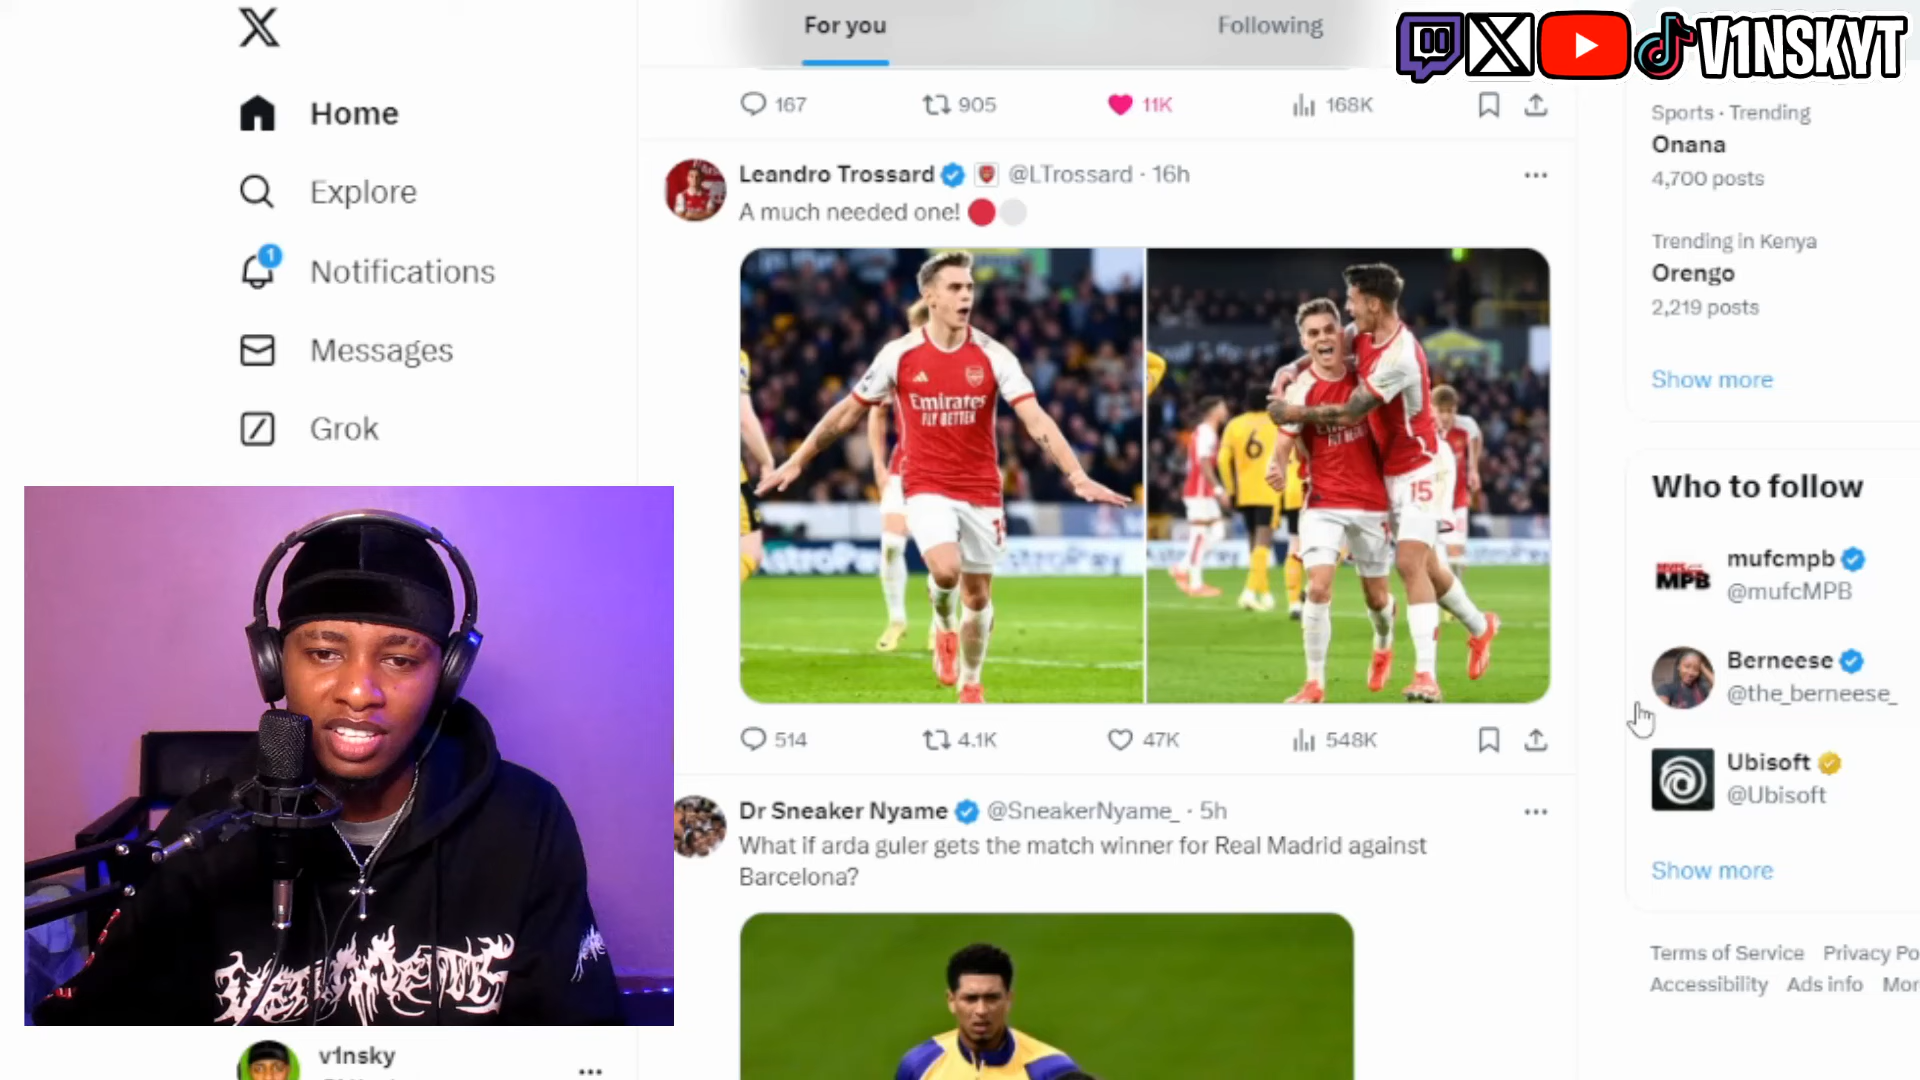 For you
Following
V1NSKYT
Home
Explore
1
Notifications
Messages
Grok
167
905
11K
168K
Leandro Trossard @LTrossard · 16h
A much needed one!
Emirates
FLY BETTER
6
15
514
4.1K
47K
548K
Dr Sneaker Nyame @SneakerNyame_ · 5h
What if arda guler gets the match winner for Real Madrid against
Barcelona?
Sports · Trending
Onana
4,700 posts
Trending in Kenya
Orengo
2,219 posts
Show more
Who to follow
MPB
mufcmpb
@mufcMPB
Berneese
@the_berneese_
Ubisoft
@Ubisoft
Show more
Terms of Service Privacy Po
Accessibility Ads info Mor
v1nsky